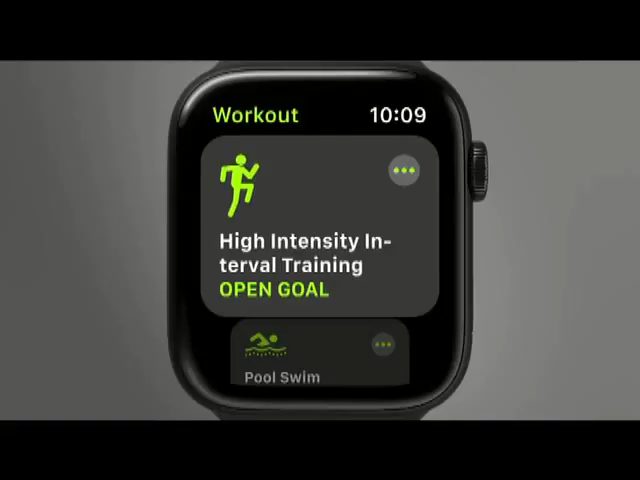 Workout 10:09
High Intensity In-
terval Training
OPEN GOAL
Pool Swim